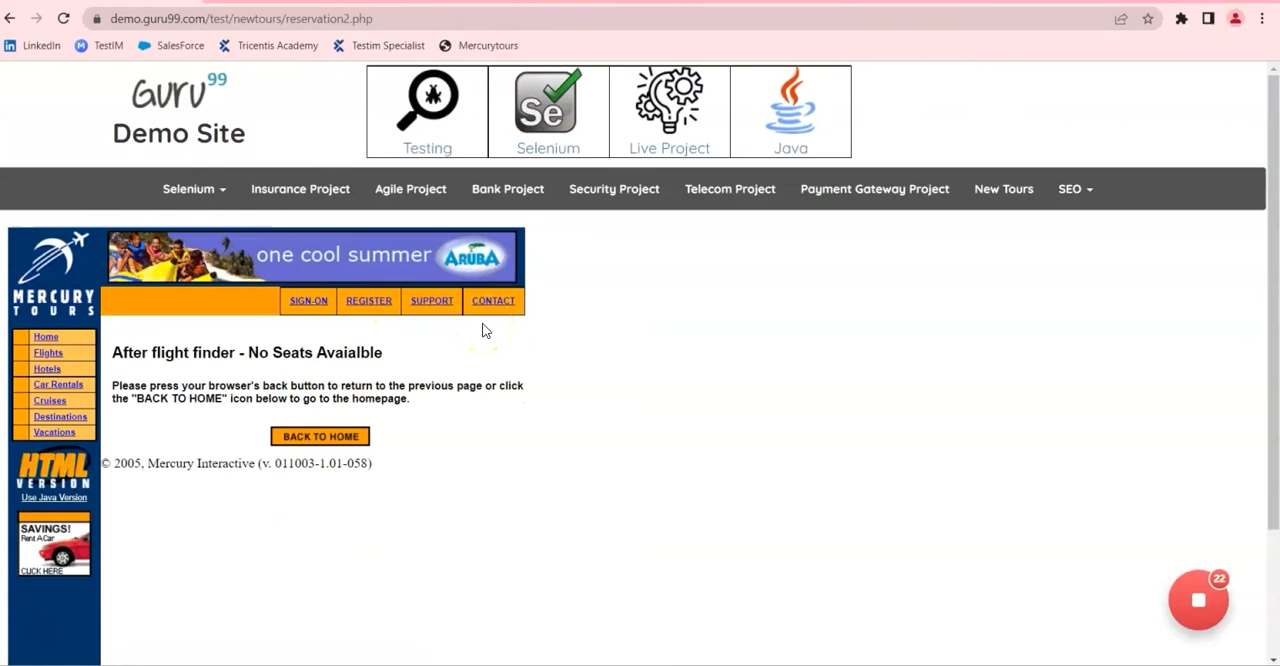 demo.guru99.com/test/newtours/reservation2.php
LinkedIn TestIM SalesForce Tricentis Academy Testim Specialist Mercurytours
Guru99
Demo Site
Se
Testing Selenium Live Project Java
Selenium Insurance Project Agile Project Bank Project Security Project Telecom Project Payment Gateway Project New Tours SEO
one cool summer ARUBA
MERCURY
TOURS
SIGN-ON REGISTER SUPPORT CONTACT
Home
Flights
Hotels
Car Rentals
Cruises
Destinations
Vacations
After flight finder - No Seats Avaialble
Please press your browser's back button to return to the previous page or click
the "BACK TO HOME" icon below to go to the homepage.
BACK TO HOME
© 2005, Mercury Interactive (v. 011003-1.01-058)
HTML
VERSION
Use Java Version
SAVINGS!
Rent A Car
CLICK HERE
22